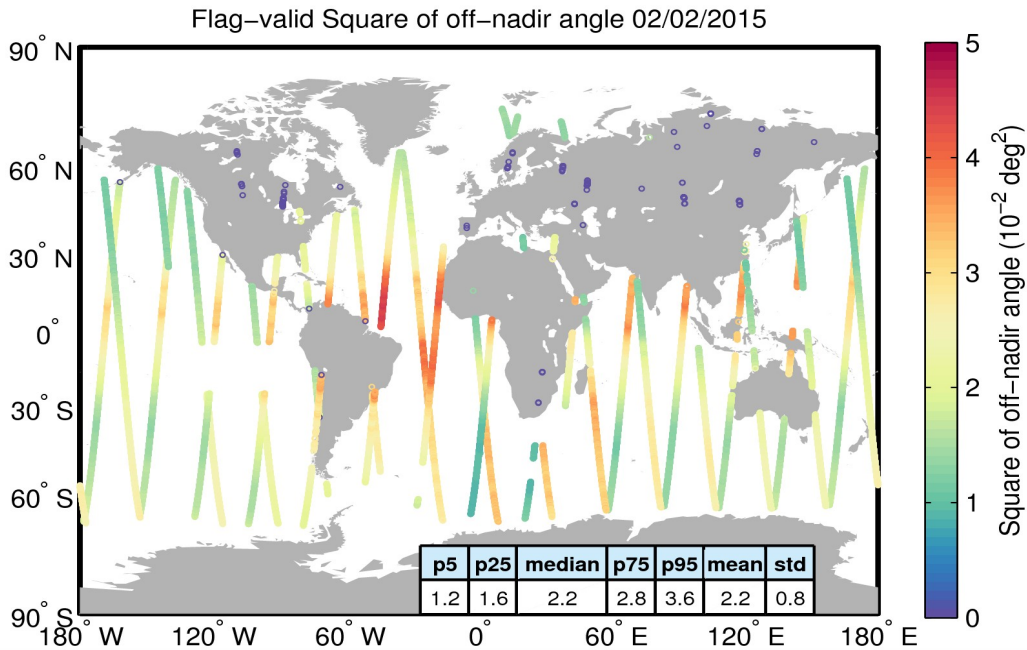 Flag−valid Square of off−nadir angle 02/02/2015
90° N
60° N
30° N
0°
30° S
60° S
90° S
180° W
120° W
60° W
0°
60° E
120° E
180° E
p5 p25 median p75 p95 mean std
1.2 1.6 2.2 2.8 3.6 2.2 0.8
5
4
3
2
1
0
Square of off−nadir angle (10⁻² deg²)